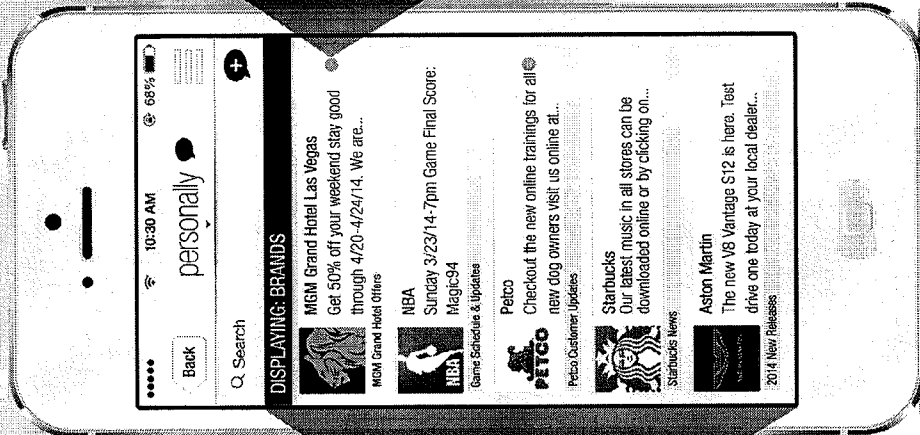 10:30 AM
68%
Back
personally
Search
DISPLAYING: BRANDS
MGM Grand Hotel Las Vegas
Get 50% off your weekend stay good
through 4/20-4/24/14. We are...
MGM Grand Hotel Offers
NBA
NBA
Sunday 3/23/14-7pm Game Final Score:
Magic94
Game Schedule & Updates
PETCO
Petco
Checkout the new online trainings for all
new dog owners visit us online at...
Petco Customer Updates
Starbucks
Our latest music in all stores can be
downloaded online or by clicking on...
Starbucks News
Aston Martin
The new V8 Vantage S12 is here. Test
drive one today at your local dealer...
2014 New Releases